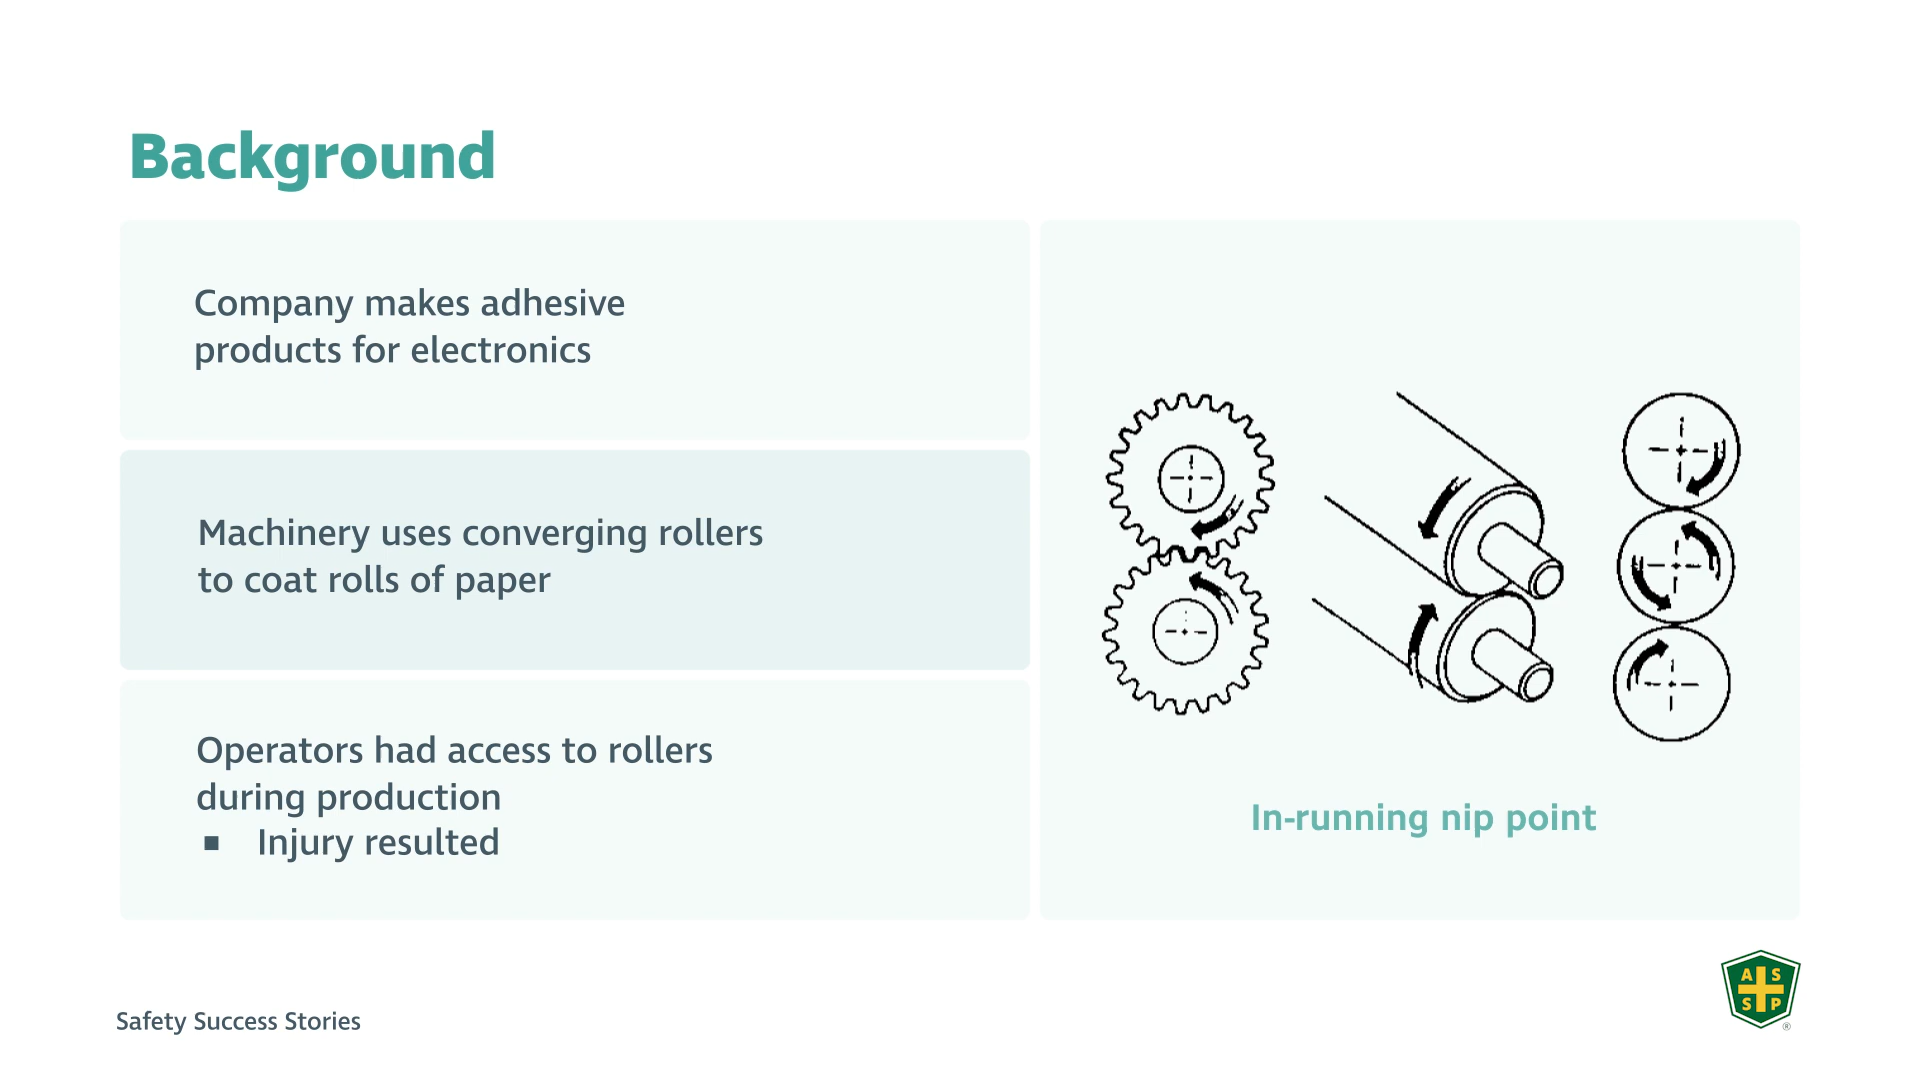 Background
Company makes adhesive
products for electronics
Machinery uses converging rollers
to coat rolls of paper
Operators had access to rollers
during production
▪ Injury resulted
In-running nip point
Safety Success Stories
A S
S P
®